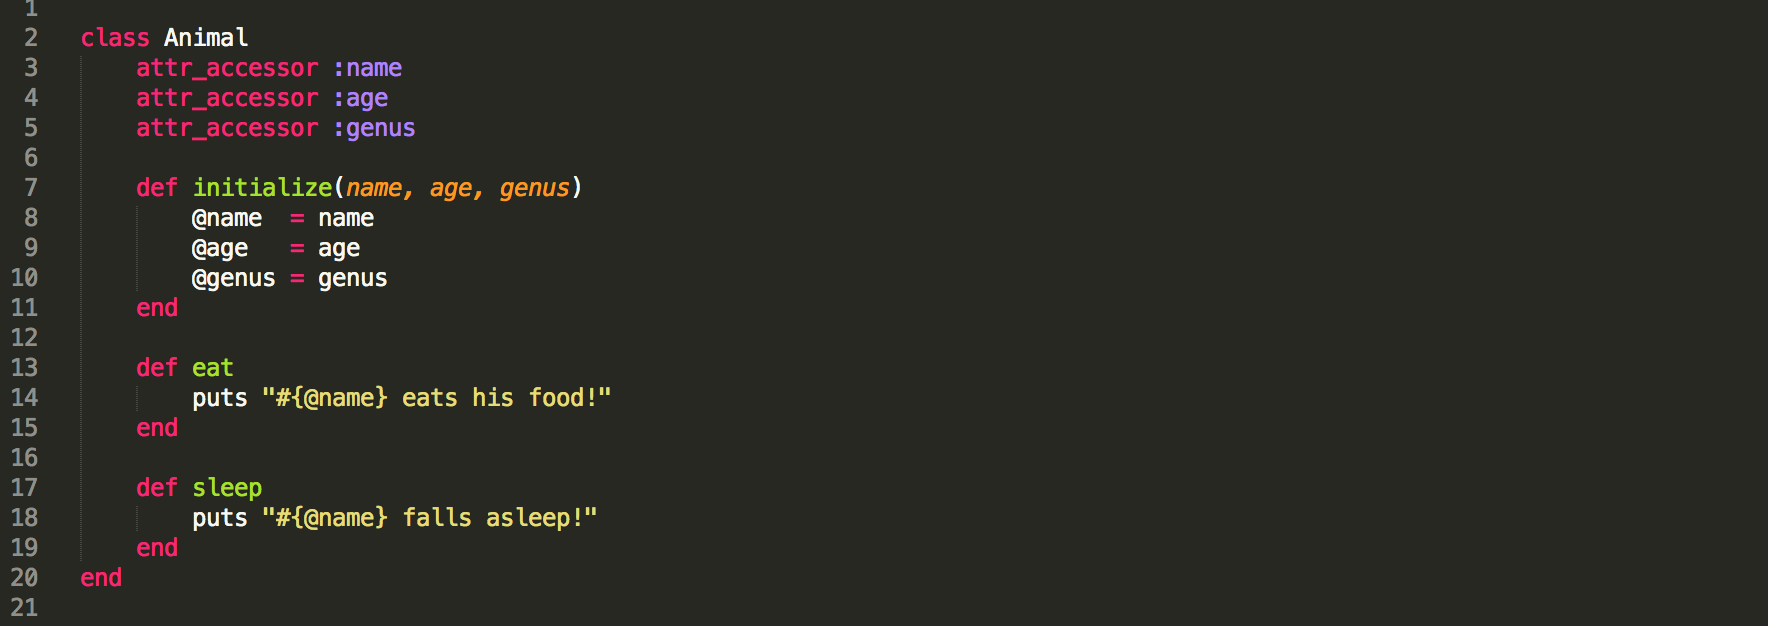 1
2 class Animal
3     attr_accessor :name
4     attr_accessor :age
5     attr_accessor :genus
6
7     def initialize(name, age, genus)
8         @name  = name
9         @age   = age
10         @genus = genus
11     end
12
13     def eat
14         puts "#{@name} eats his food!"
15     end
16
17     def sleep
18         puts "#{@name} falls asleep!"
19     end
20 end
21